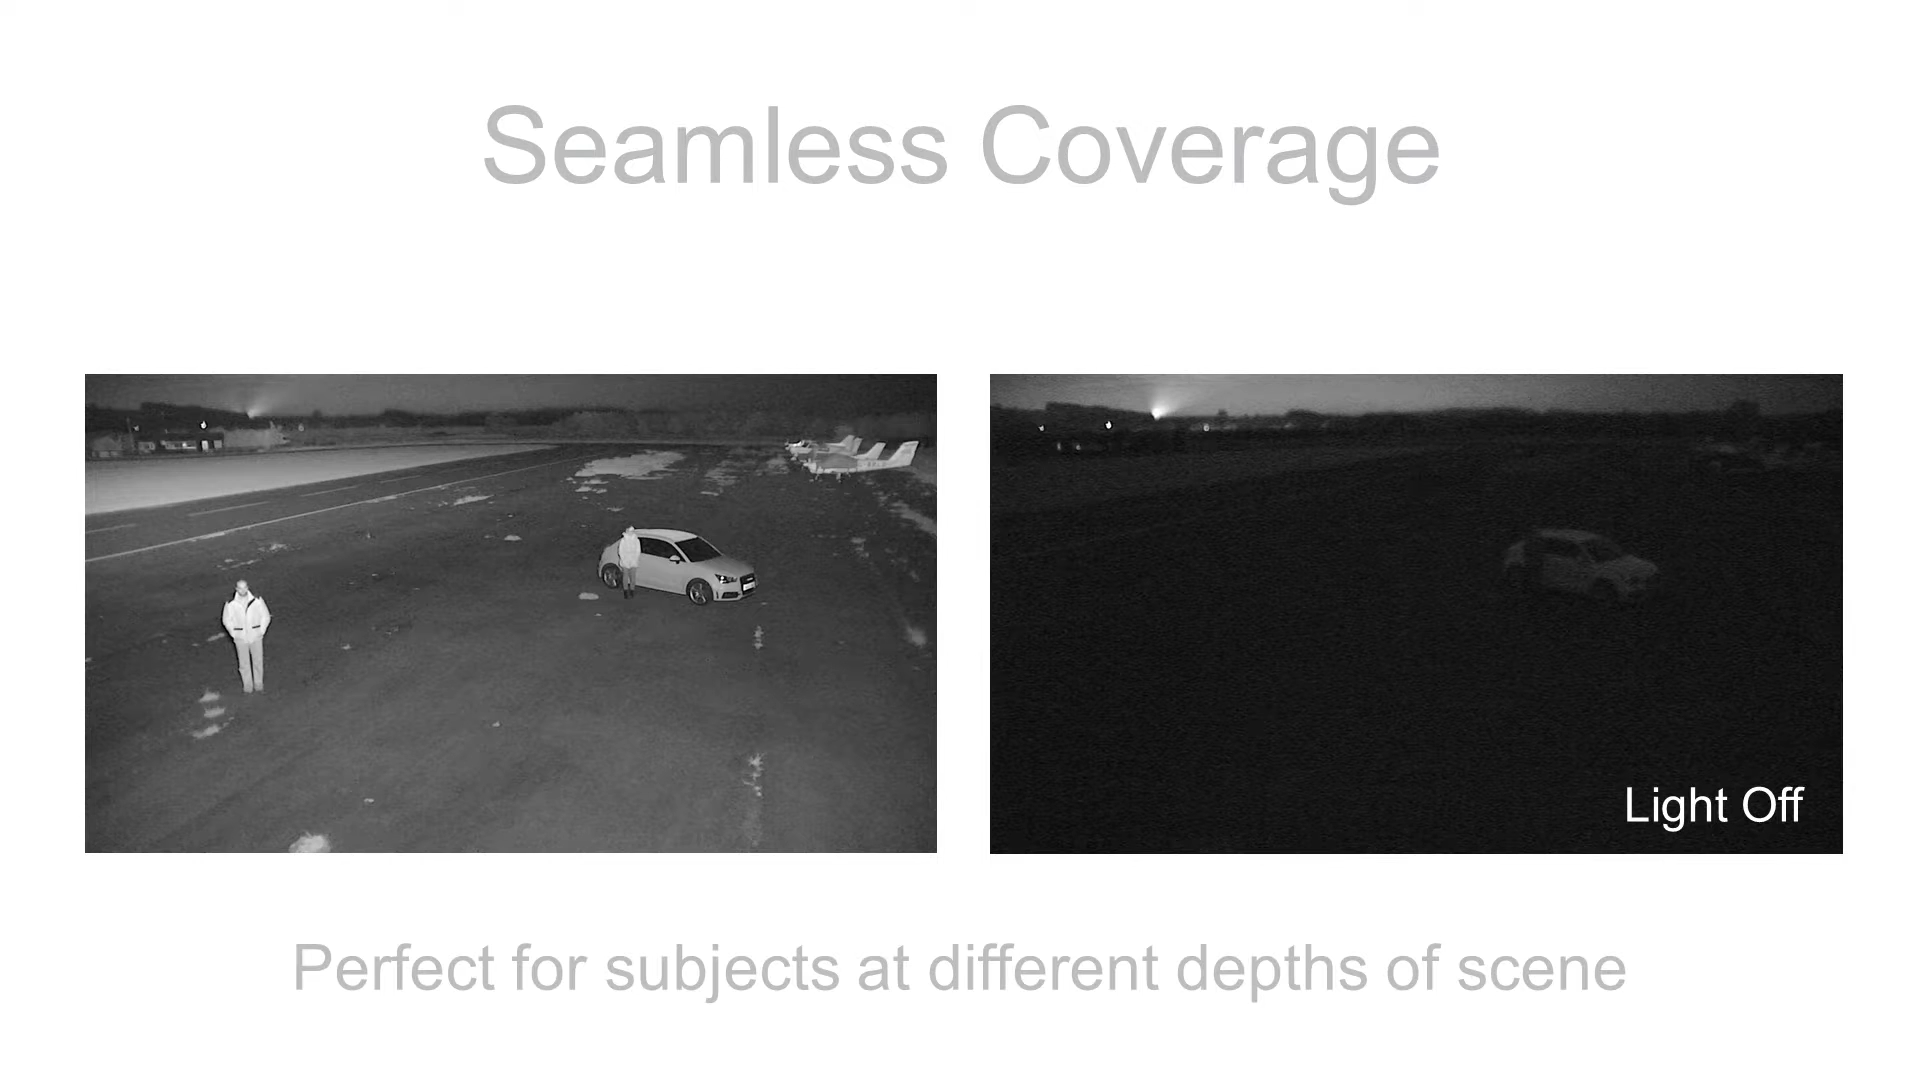 Seamless Coverage
Light Off
Perfect for subjects at different depths of scene